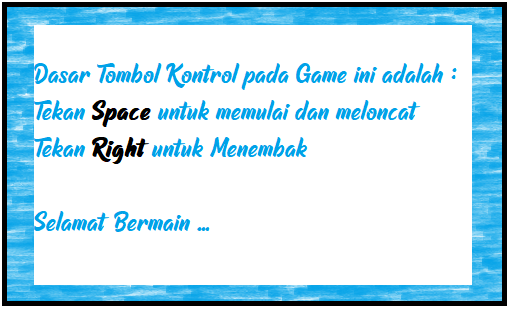 Dasar Tombol Kontrol pada Game ini adalah :
Tekan Space untuk memulai dan meloncat
Tekan Right untuk Menembak
Selamat Bermain ...